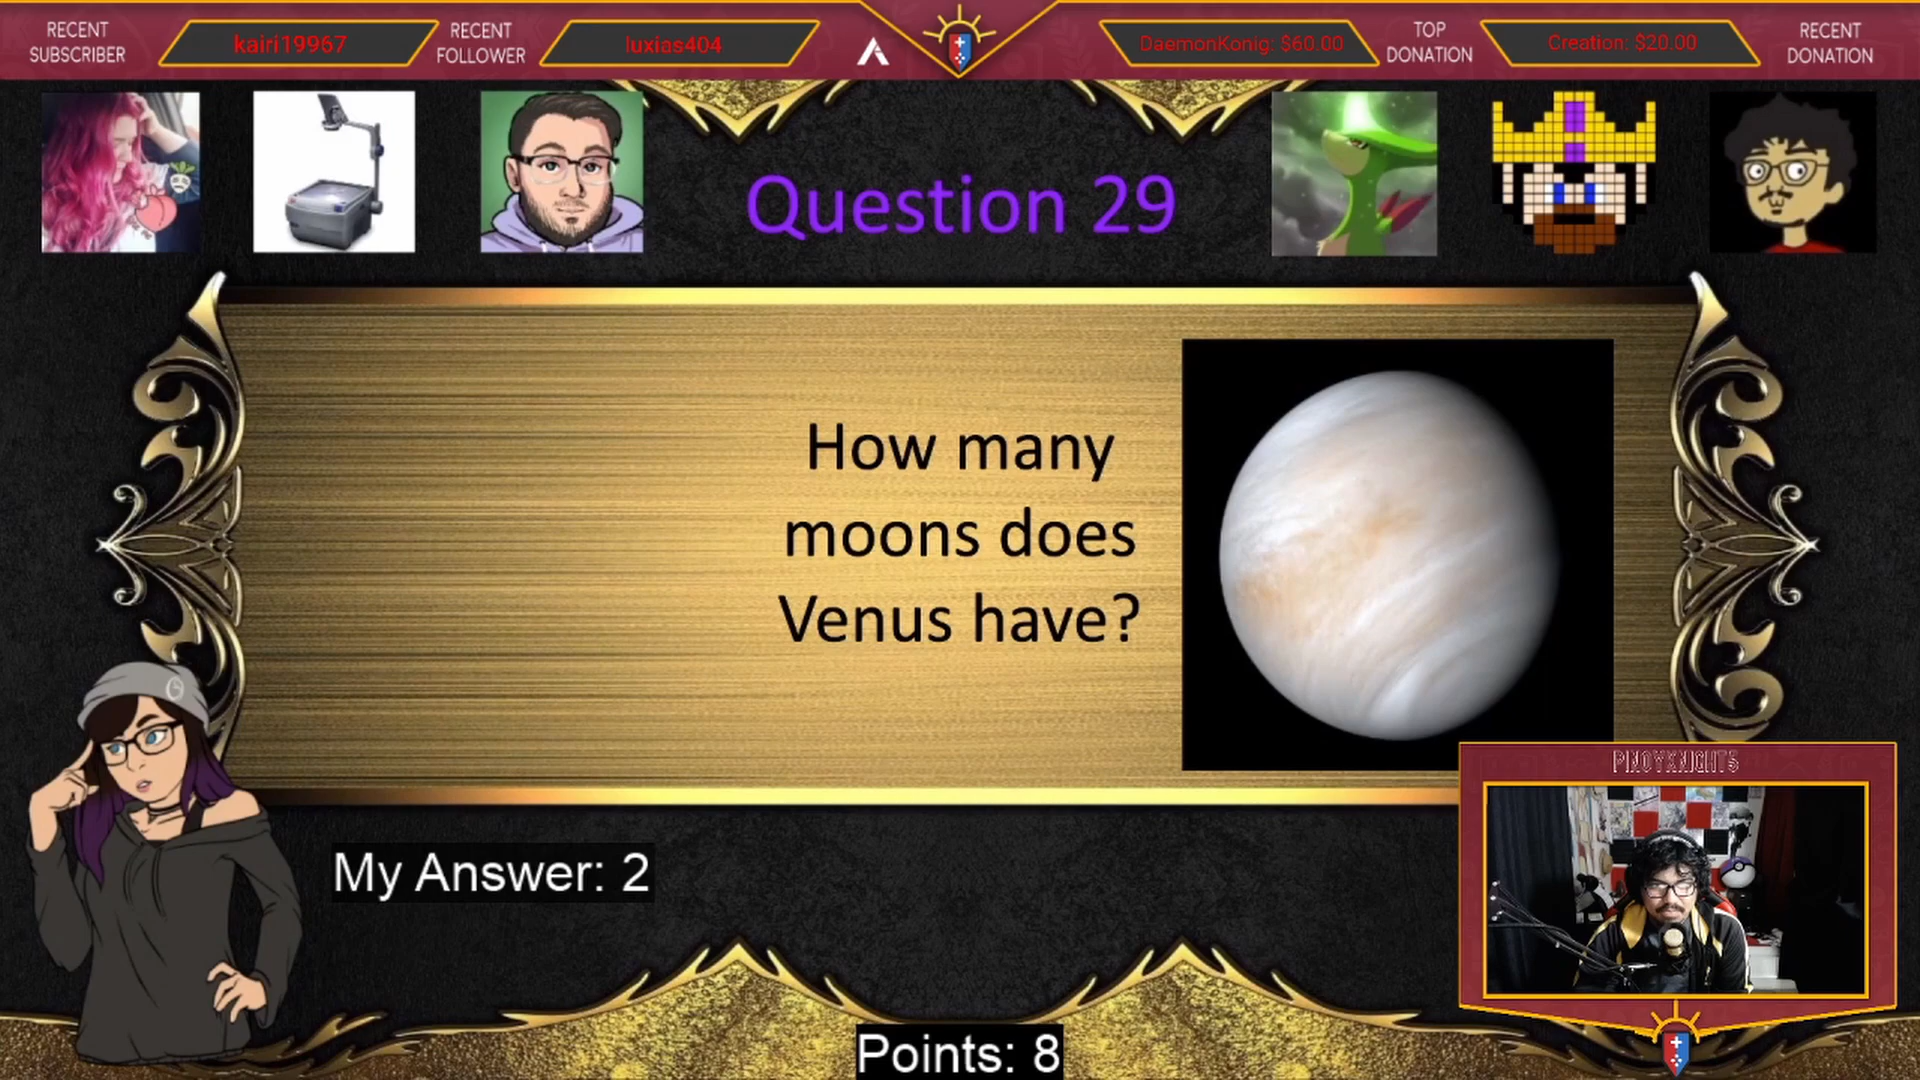 RECENT
SUBSCRIBER
kairi19967
RECENT
FOLLOWER
luxias404
DaemonKonig: $60.00
TOP
DONATION
Creation: $20.00
RECENT
DONATION
Question 29
How many
moons does
Venus have?
PINOYKNIGHTS
My Answer: 2
Points: 8